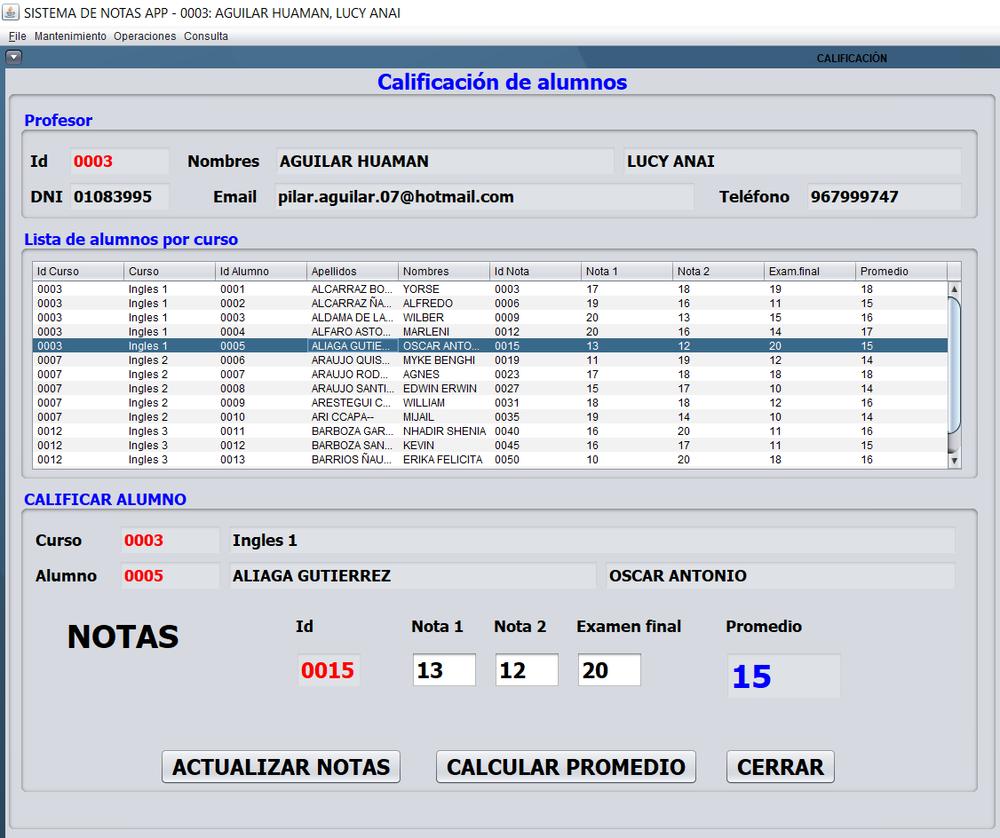 SISTEMA DE NOTAS APP - 0003: AGUILAR HUAMAN, LUCY ANAI
File Mantenimiento Operaciones Consulta
CALIFICACIÓN
Calificación de alumnos
Profesor
Id 0003 Nombres AGUILAR HUAMAN LUCY ANAI
DNI 01083995 Email pilar.aguilar.07@hotmail.com Teléfono 967999747
Lista de alumnos por curso
Id Curso Curso Id Alumno Apellidos Nombres Id Nota Nota 1 Nota 2 Exam.final Promedio
0003 Ingles 1 0001 ALCARRAZ BO... YORSE 0003 17 18 19 18
0003 Ingles 1 0002 ALCARRAZ ÑA... ALFREDO 0006 19 16 11 15
0003 Ingles 1 0003 ALDAMA DE LA... WILBER 0009 20 13 15 16
0003 Ingles 1 0004 ALFARO ASTO... MARLENI 0012 20 16 14 17
0003 Ingles 1 0005 ALIAGA GUTIE... OSCAR ANTO... 0015 13 12 20 15
0007 Ingles 2 0006 ARAUJO QUIS... MYKE BENGHI 0019 11 19 12 14
0007 Ingles 2 0007 ARAUJO ROD... AGNES 0023 17 18 18 18
0007 Ingles 2 0008 ARAUJO SANTI... EDWIN ERWIN 0027 15 17 10 14
0007 Ingles 2 0009 ARESTEGUI C... WILLIAM 0031 18 18 12 16
0007 Ingles 2 0010 ARI CCAPA-- MIJAIL 0035 19 14 10 14
0012 Ingles 3 0011 BARBOZA GAR... NHADIR SHENIA 0040 16 20 11 16
0012 Ingles 3 0012 BARBOZA SAN... KEVIN 0045 16 17 11 15
0012 Ingles 3 0013 BARRIOS ÑAU... ERIKA FELICITA 0050 10 20 18 16
CALIFICAR ALUMNO
Curso 0003 Ingles 1
Alumno 0005 ALIAGA GUTIERREZ OSCAR ANTONIO
NOTAS
Id Nota 1 Nota 2 Examen final Promedio
0015 13 12 20 15
ACTUALIZAR NOTAS CALCULAR PROMEDIO CERRAR